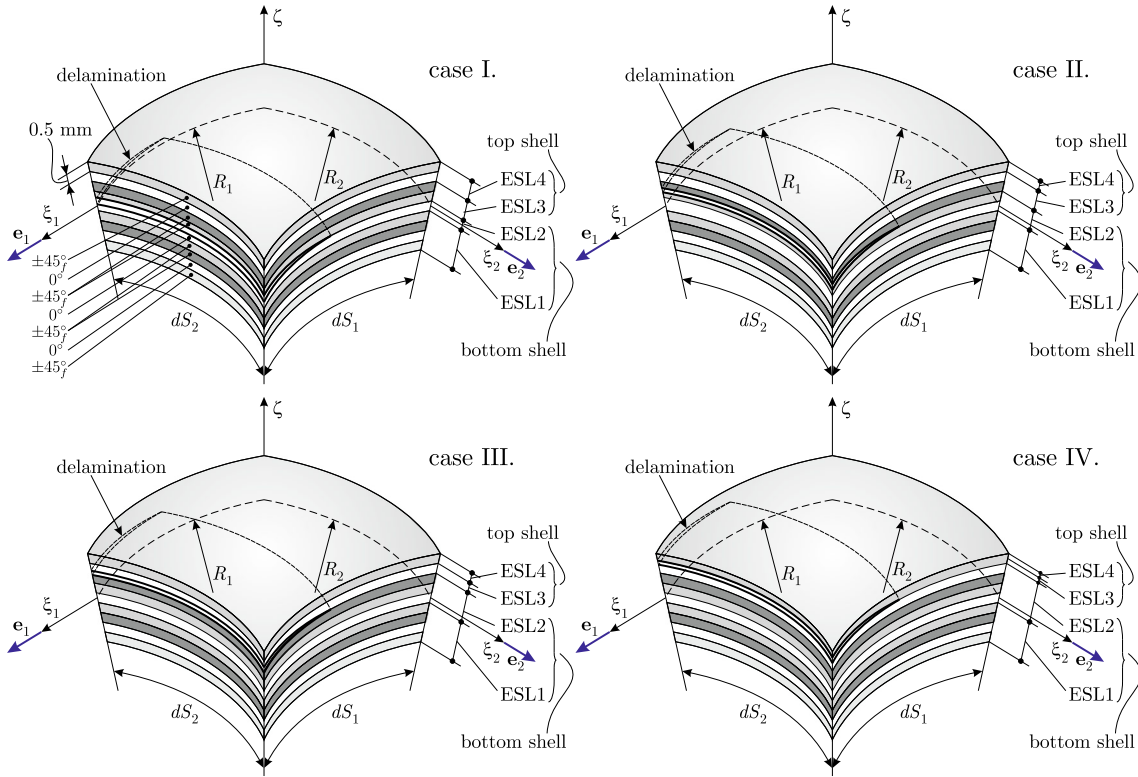 ζ
case I.
delamination
0.5 mm
R₁
R₂
top shell
ESL4
ESL3
ESL2
ESL1
bottom shell
ξ₁
e₁
ξ₂
e₂
±45°f
0°
±45°f
0°
±45°f
0°
±45°f
dS₂
dS₁
ζ
case II.
delamination
R₁
R₂
top shell
ESL4
ESL3
ESL2
ESL1
bottom shell
ξ₁
e₁
ξ₂
e₂
dS₂
dS₁
ζ
case III.
delamination
R₁
R₂
top shell
ESL4
ESL3
ESL2
ESL1
bottom shell
ξ₁
e₁
ξ₂
e₂
dS₂
dS₁
ζ
case IV.
delamination
R₁
R₂
top shell
ESL4
ESL3
ESL2
ESL1
bottom shell
ξ₁
e₁
ξ₂
e₂
dS₂
dS₁